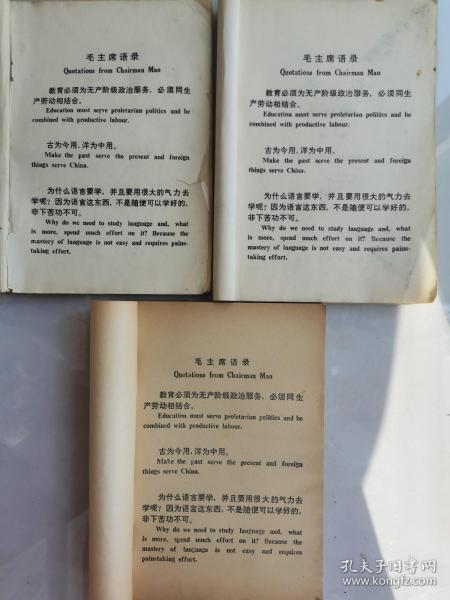 毛主席语录
Quotations from Chairman Mao
教育必须为无产阶级政治服务，必须同生
产劳动相结合。
Education must serve proletarian politics and be
combined with productive labour.
古为今用，洋为中用。
Make the past serve the present and foreign
things serve China.
为什么语言要学，并且要用很大的气力去
学呢？因为语言这东西，不是随便可以学好的，
非下苦功不可。
Why do we need to study language and, what
is more, spend much effort on it? Because the
mastery of language is not easy and requires pains-
taking effort.
毛主席语录
Quotations from Chairman Mao
教育必须为无产阶级政治服务，必须同生
产劳动相结合。
Education must serve proletarian politics and be
combined with productive labour.
古为今用，洋为中用。
Make the past serve the present and foreign
things serve China.
为什么语言要学，并且要用很大的气力去
学呢？因为语言这东西，不是随便可以学好的，
非下苦功不可。
Why do we need to study language and, what
is more, spend much effort on it? Because the
mastery of language is not easy and requires pains-
taking effort.
毛主席语录
Quotations from Chairman Mao
教育必须为无产阶级政治服务，必须同生
产劳动相结合。
Education must serve proletarian politics and be
combined with productive labour.
古为今用，洋为中用。
Make the past serve the present and foreign
things serve China.
为什么语言要学，并且要用很大的气力去
学呢？因为语言这东西，不是随便可以学好的，
非下苦功不可。
Why do we need to study language and, what
is more, spend much effort on it? Because the
mastery of language is not easy and requires
painstaking effort.
孔夫子旧书网
www.kongfz.com